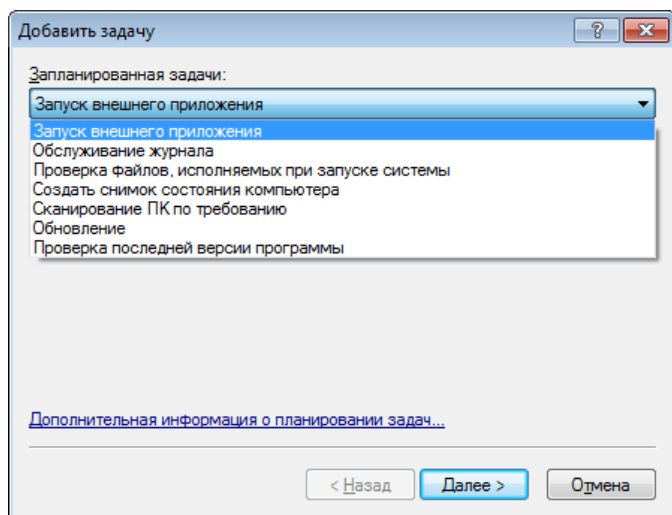 Добавить задачу
Запланированная задачи:
Запуск внешнего приложения
Запуск внешнего приложения
Обслуживание журнала
Проверка файлов, исполняемых при запуске системы
Создать снимок состояния компьютера
Сканирование ПК по требованию
Обновление
Проверка последней версии программы
Дополнительная информация о планировании задач...
< Назад Далее > Отмена